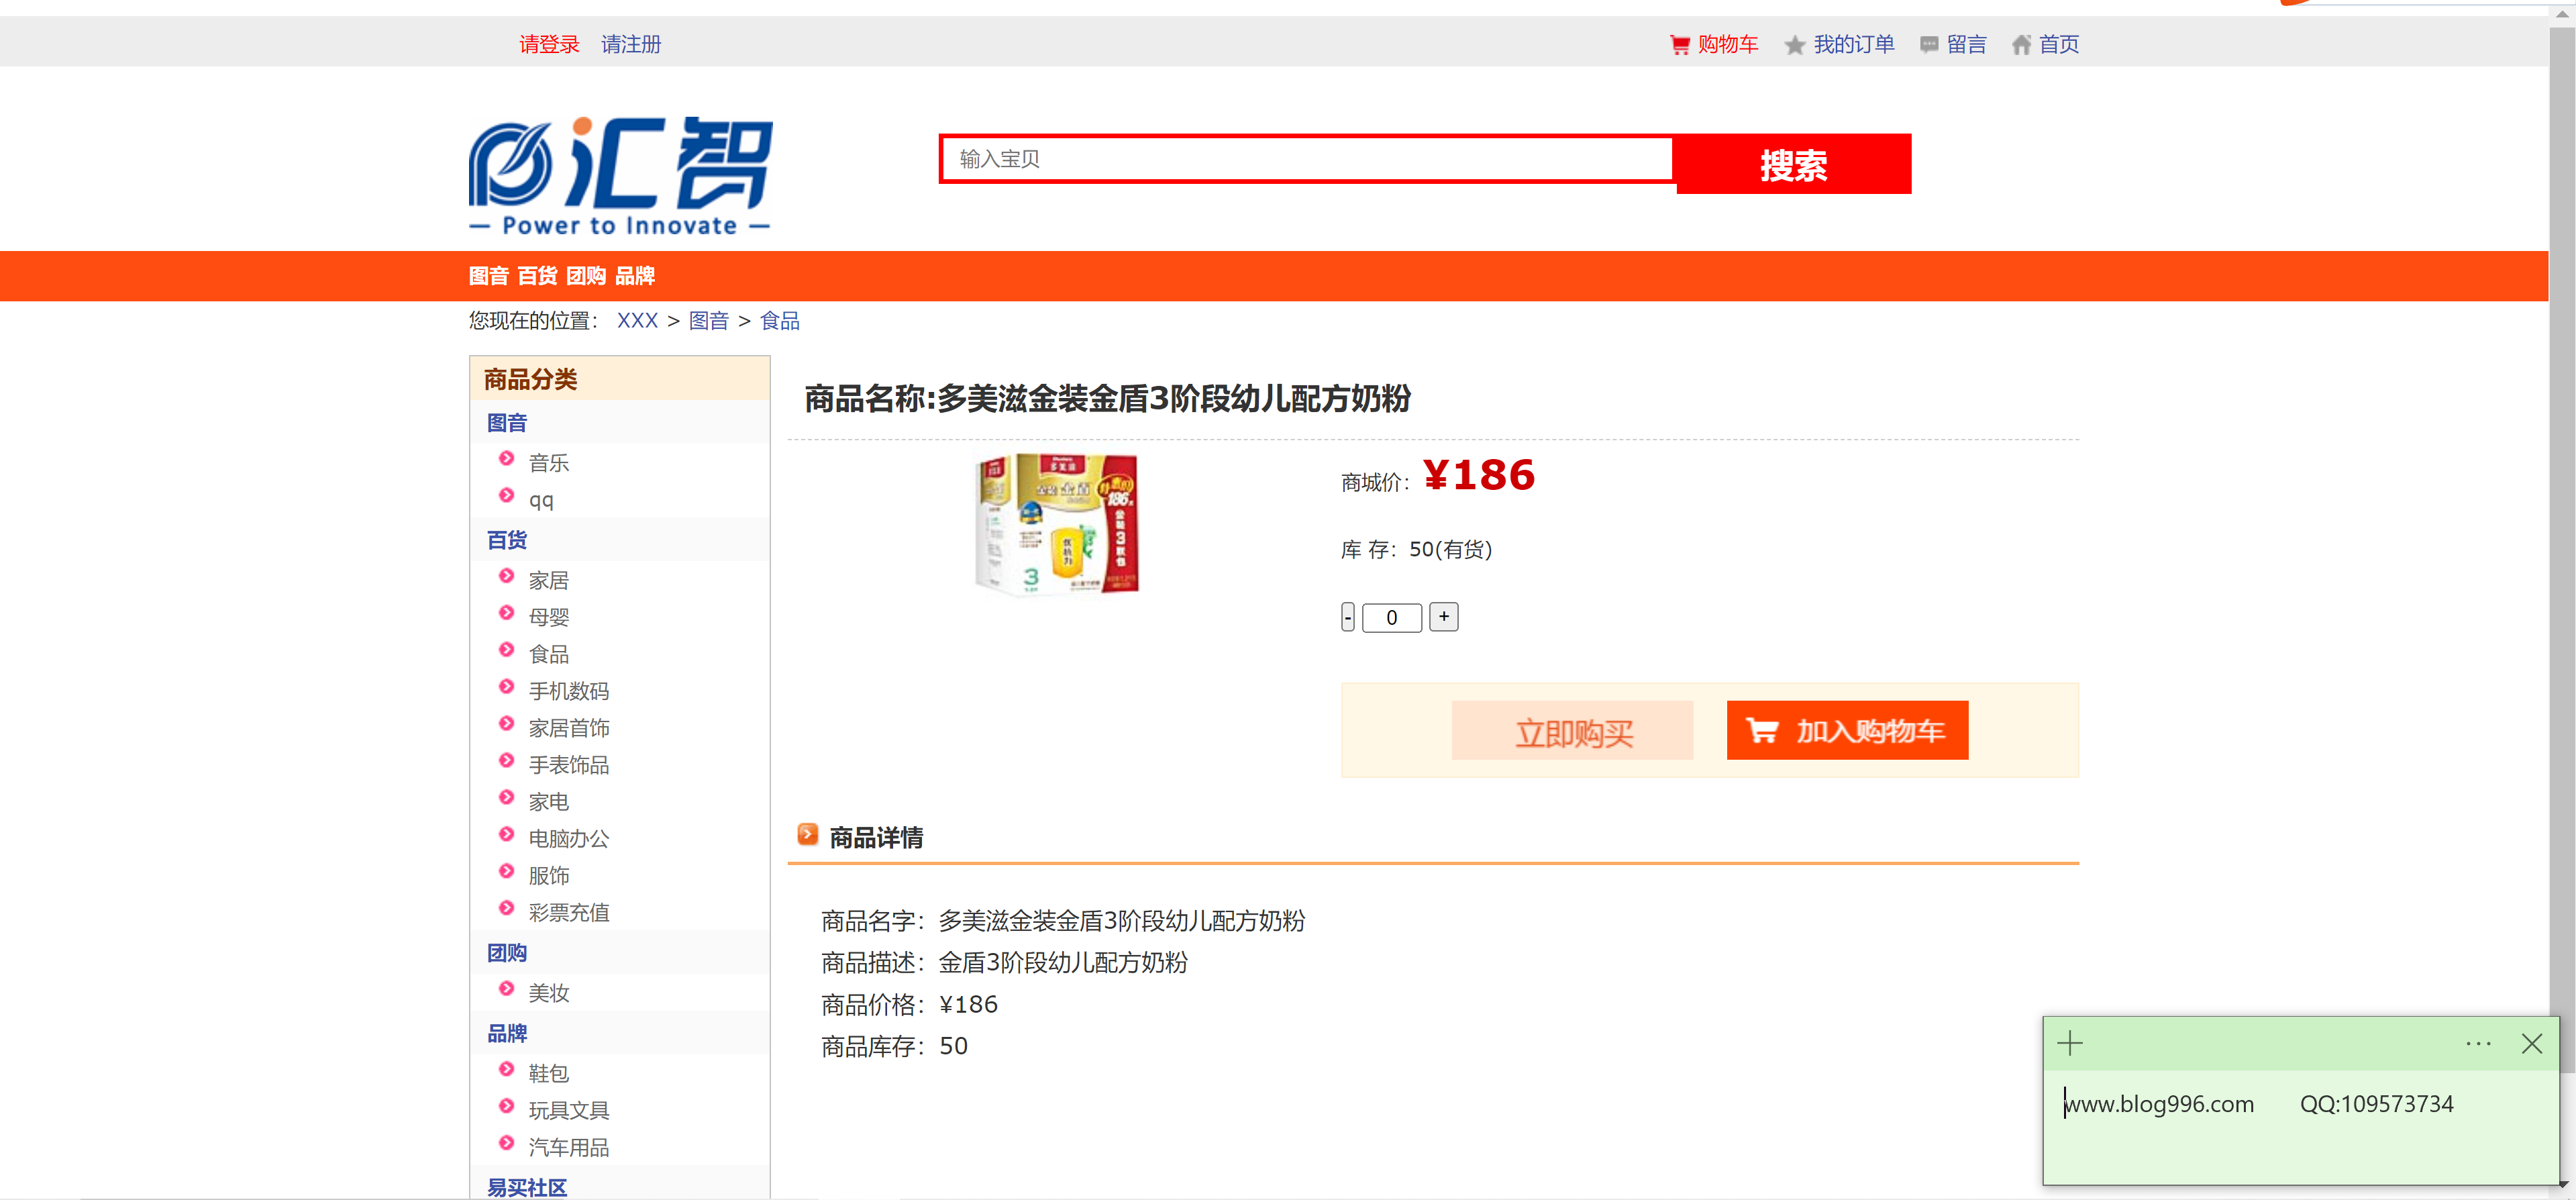 请登录 请注册 购物车 我的订单 留言 首页
汇智
Power to Innovate
输入宝贝 搜索
图音 百货 团购 品牌
您现在的位置： XXX > 图音 > 食品
商品分类
图音
音乐
qq
百货
家居
母婴
食品
手机数码
家居首饰
手表饰品
家电
电脑办公
服饰
彩票充值
团购
美妆
品牌
鞋包
玩具文具
汽车用品
易买社区
商品名称:多美滋金装金盾3阶段幼儿配方奶粉
多美滋
186
3
商城价：¥186
库 存：50(有货)
- 0 +
立即购买 加入购物车
商品详情
商品名字：多美滋金装金盾3阶段幼儿配方奶粉
商品描述：金盾3阶段幼儿配方奶粉
商品价格：¥186
商品库存：50
www.blog996.com QQ:109573734